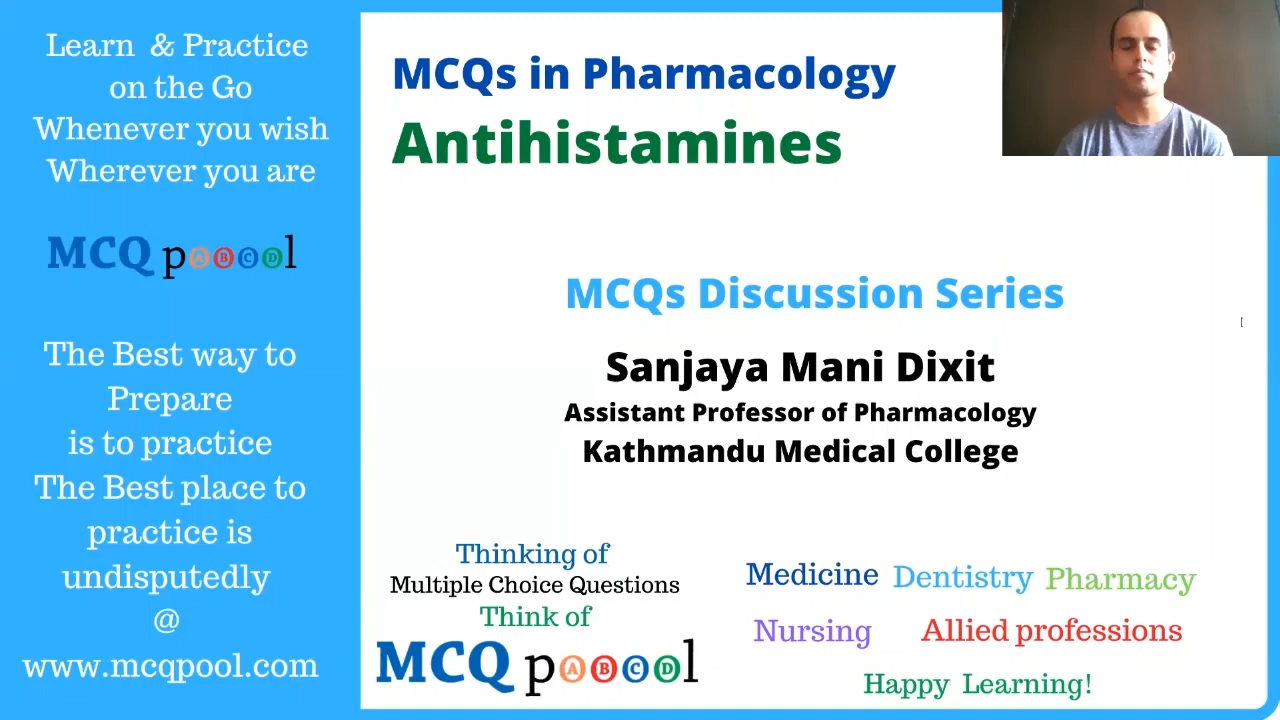 Learn & Practice
on the Go
Whenever you wish
Wherever you are
MCQ pABCDl
The Best way to
Prepare
is to practice
The Best place to
practice is
undisputedly
@
www.mcqpool.com
MCQs in Pharmacology
Antihistamines
MCQs Discussion Series
Sanjaya Mani Dixit
Assistant Professor of Pharmacology
Kathmandu Medical College
Thinking of
Multiple Choice Questions
Think of
MCQ pABCDl
Medicine Dentistry Pharmacy
Nursing Allied professions
Happy Learning!